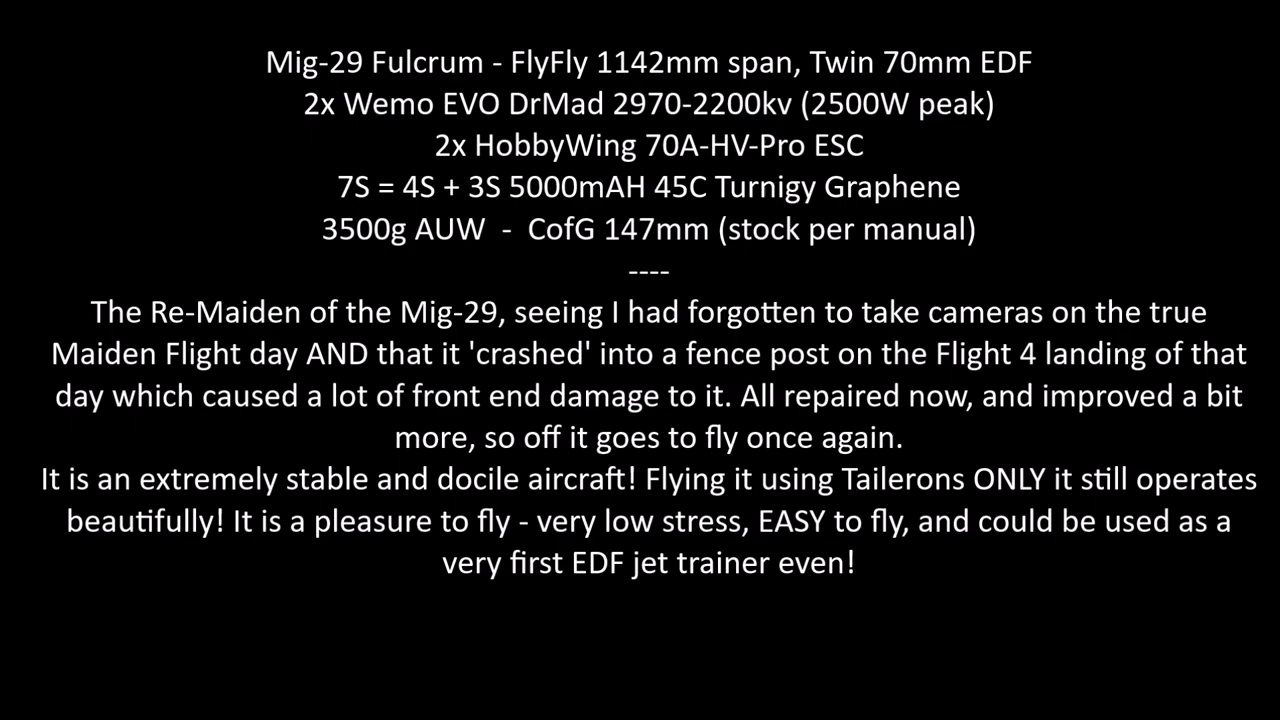 Mig-29 Fulcrum - FlyFly 1142mm span, Twin 70mm EDF
2x Wemo EVO DrMad 2970-2200kv (2500W peak)
2x HobbyWing 70A-HV-Pro ESC
7S = 4S + 3S 5000mAH 45C Turnigy Graphene
3500g AUW  -  CofG 147mm (stock per manual)
----
The Re-Maiden of the Mig-29, seeing I had forgotten to take cameras on the true
Maiden Flight day AND that it 'crashed' into a fence post on the Flight 4 landing of that
day which caused a lot of front end damage to it. All repaired now, and improved a bit
more, so off it goes to fly once again.
It is an extremely stable and docile aircraft! Flying it using Tailerons ONLY it still operates
beautifully! It is a pleasure to fly - very low stress, EASY to fly, and could be used as a
very first EDF jet trainer even!